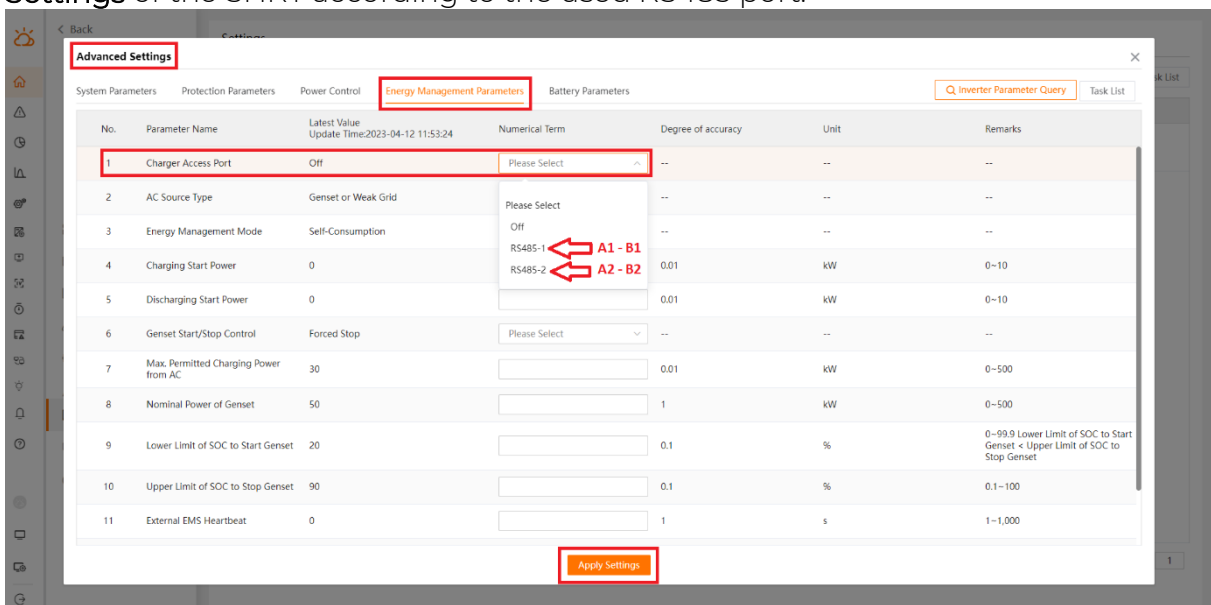 Settings of the SHRT according to the used RS485 port.
< Back
Settings
Advanced Settings
System Parameters Protection Parameters Power Control Energy Management Parameters Battery Parameters Inverter Parameter Query Task List
sk List
No. Parameter Name Latest Value Update Time:2023-04-12 11:53:24 Numerical Term Degree of accuracy Unit Remarks
1 Charger Access Port Off Please Select -- -- --
2 AC Source Type Genset or Weak Grid -- -- --
Please Select
3 Energy Management Mode Self-Consumption Off -- -- --
RS485-1 A1 - B1
4 Charging Start Power 0 RS485-2 A2 - B2 0.01 kW 0~10
5 Discharging Start Power 0 0.01 kW 0~10
6 Genset Start/Stop Control Forced Stop Please Select -- -- --
7 Max. Permitted Charging Power from AC 30 0.01 kW 0~500
8 Nominal Power of Genset 50 1 kW 0~500
9 Lower Limit of SOC to Start Genset 20 0.1 % 0~99.9 Lower Limit of SOC to Start
Genset < Upper Limit of SOC to
Stop Genset
10 Upper Limit of SOC to Stop Genset 90 0.1 % 0.1~100
11 External EMS Heartbeat 0 1 s 1~1,000
Apply Settings
1